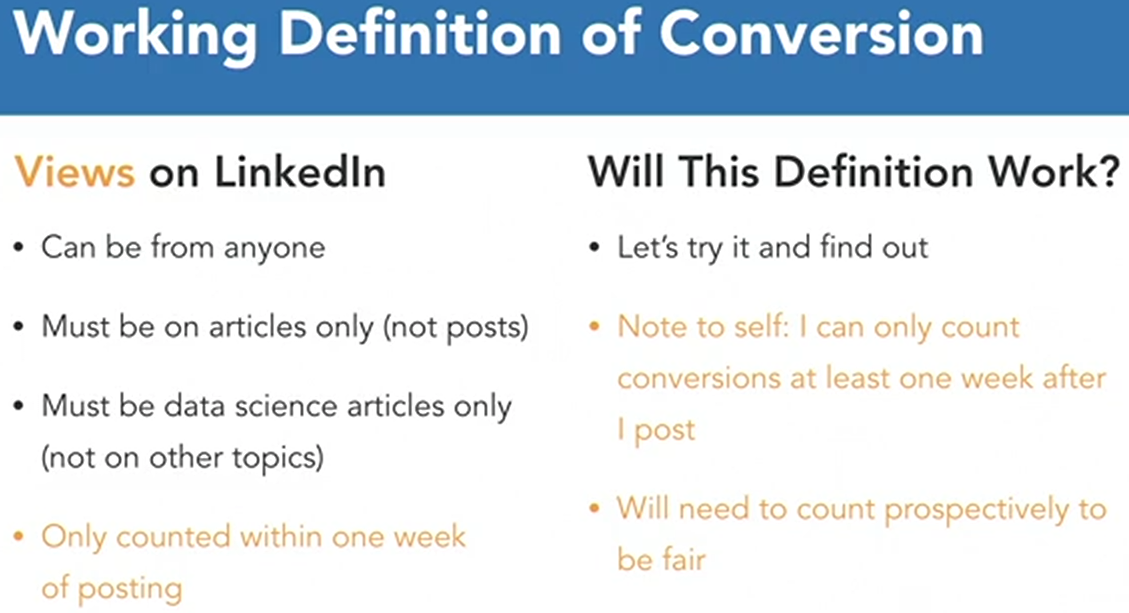 Working Definition of Conversion
Views on LinkedIn
• Can be from anyone
• Must be on articles only (not posts)
• Must be data science articles only
(not on other topics)
• Only counted within one week
of posting
Will This Definition Work?
• Let's try it and find out
• Note to self: I can only count
conversions at least one week after
I post
• Will need to count prospectively to
be fair